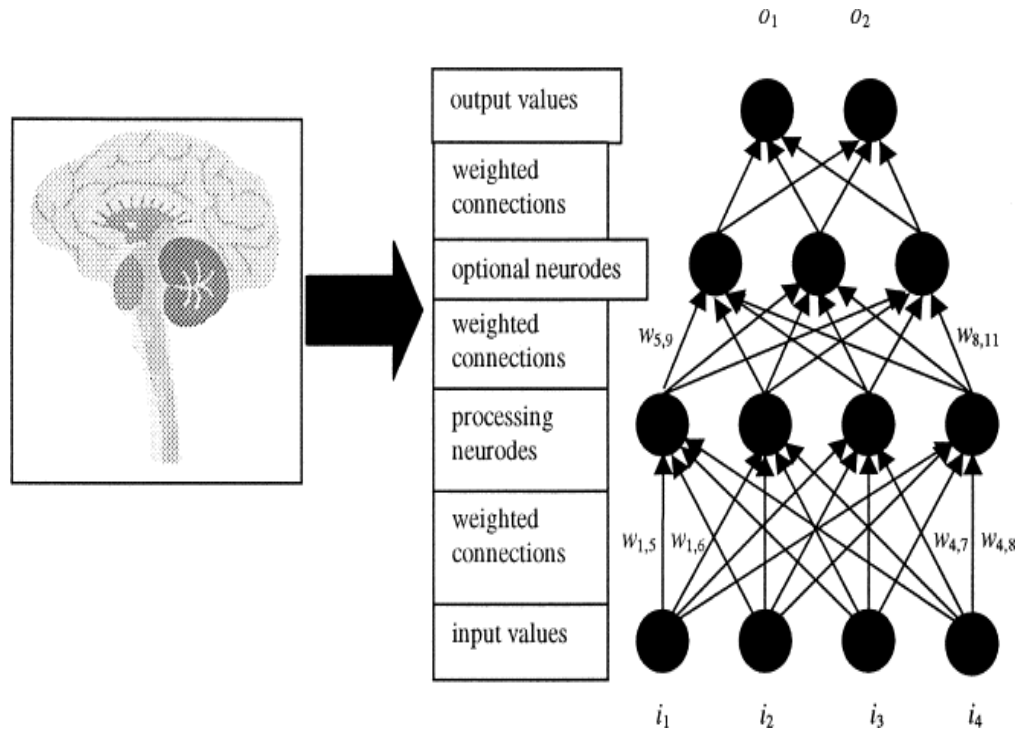 o1 o2
output values
weighted
connections
optional neurodes
weighted
connections
w5,9 w8,11
processing
neurodes
weighted
connections
w1,5 w1,6 w4,7 w4,8
input values
i1 i2 i3 i4